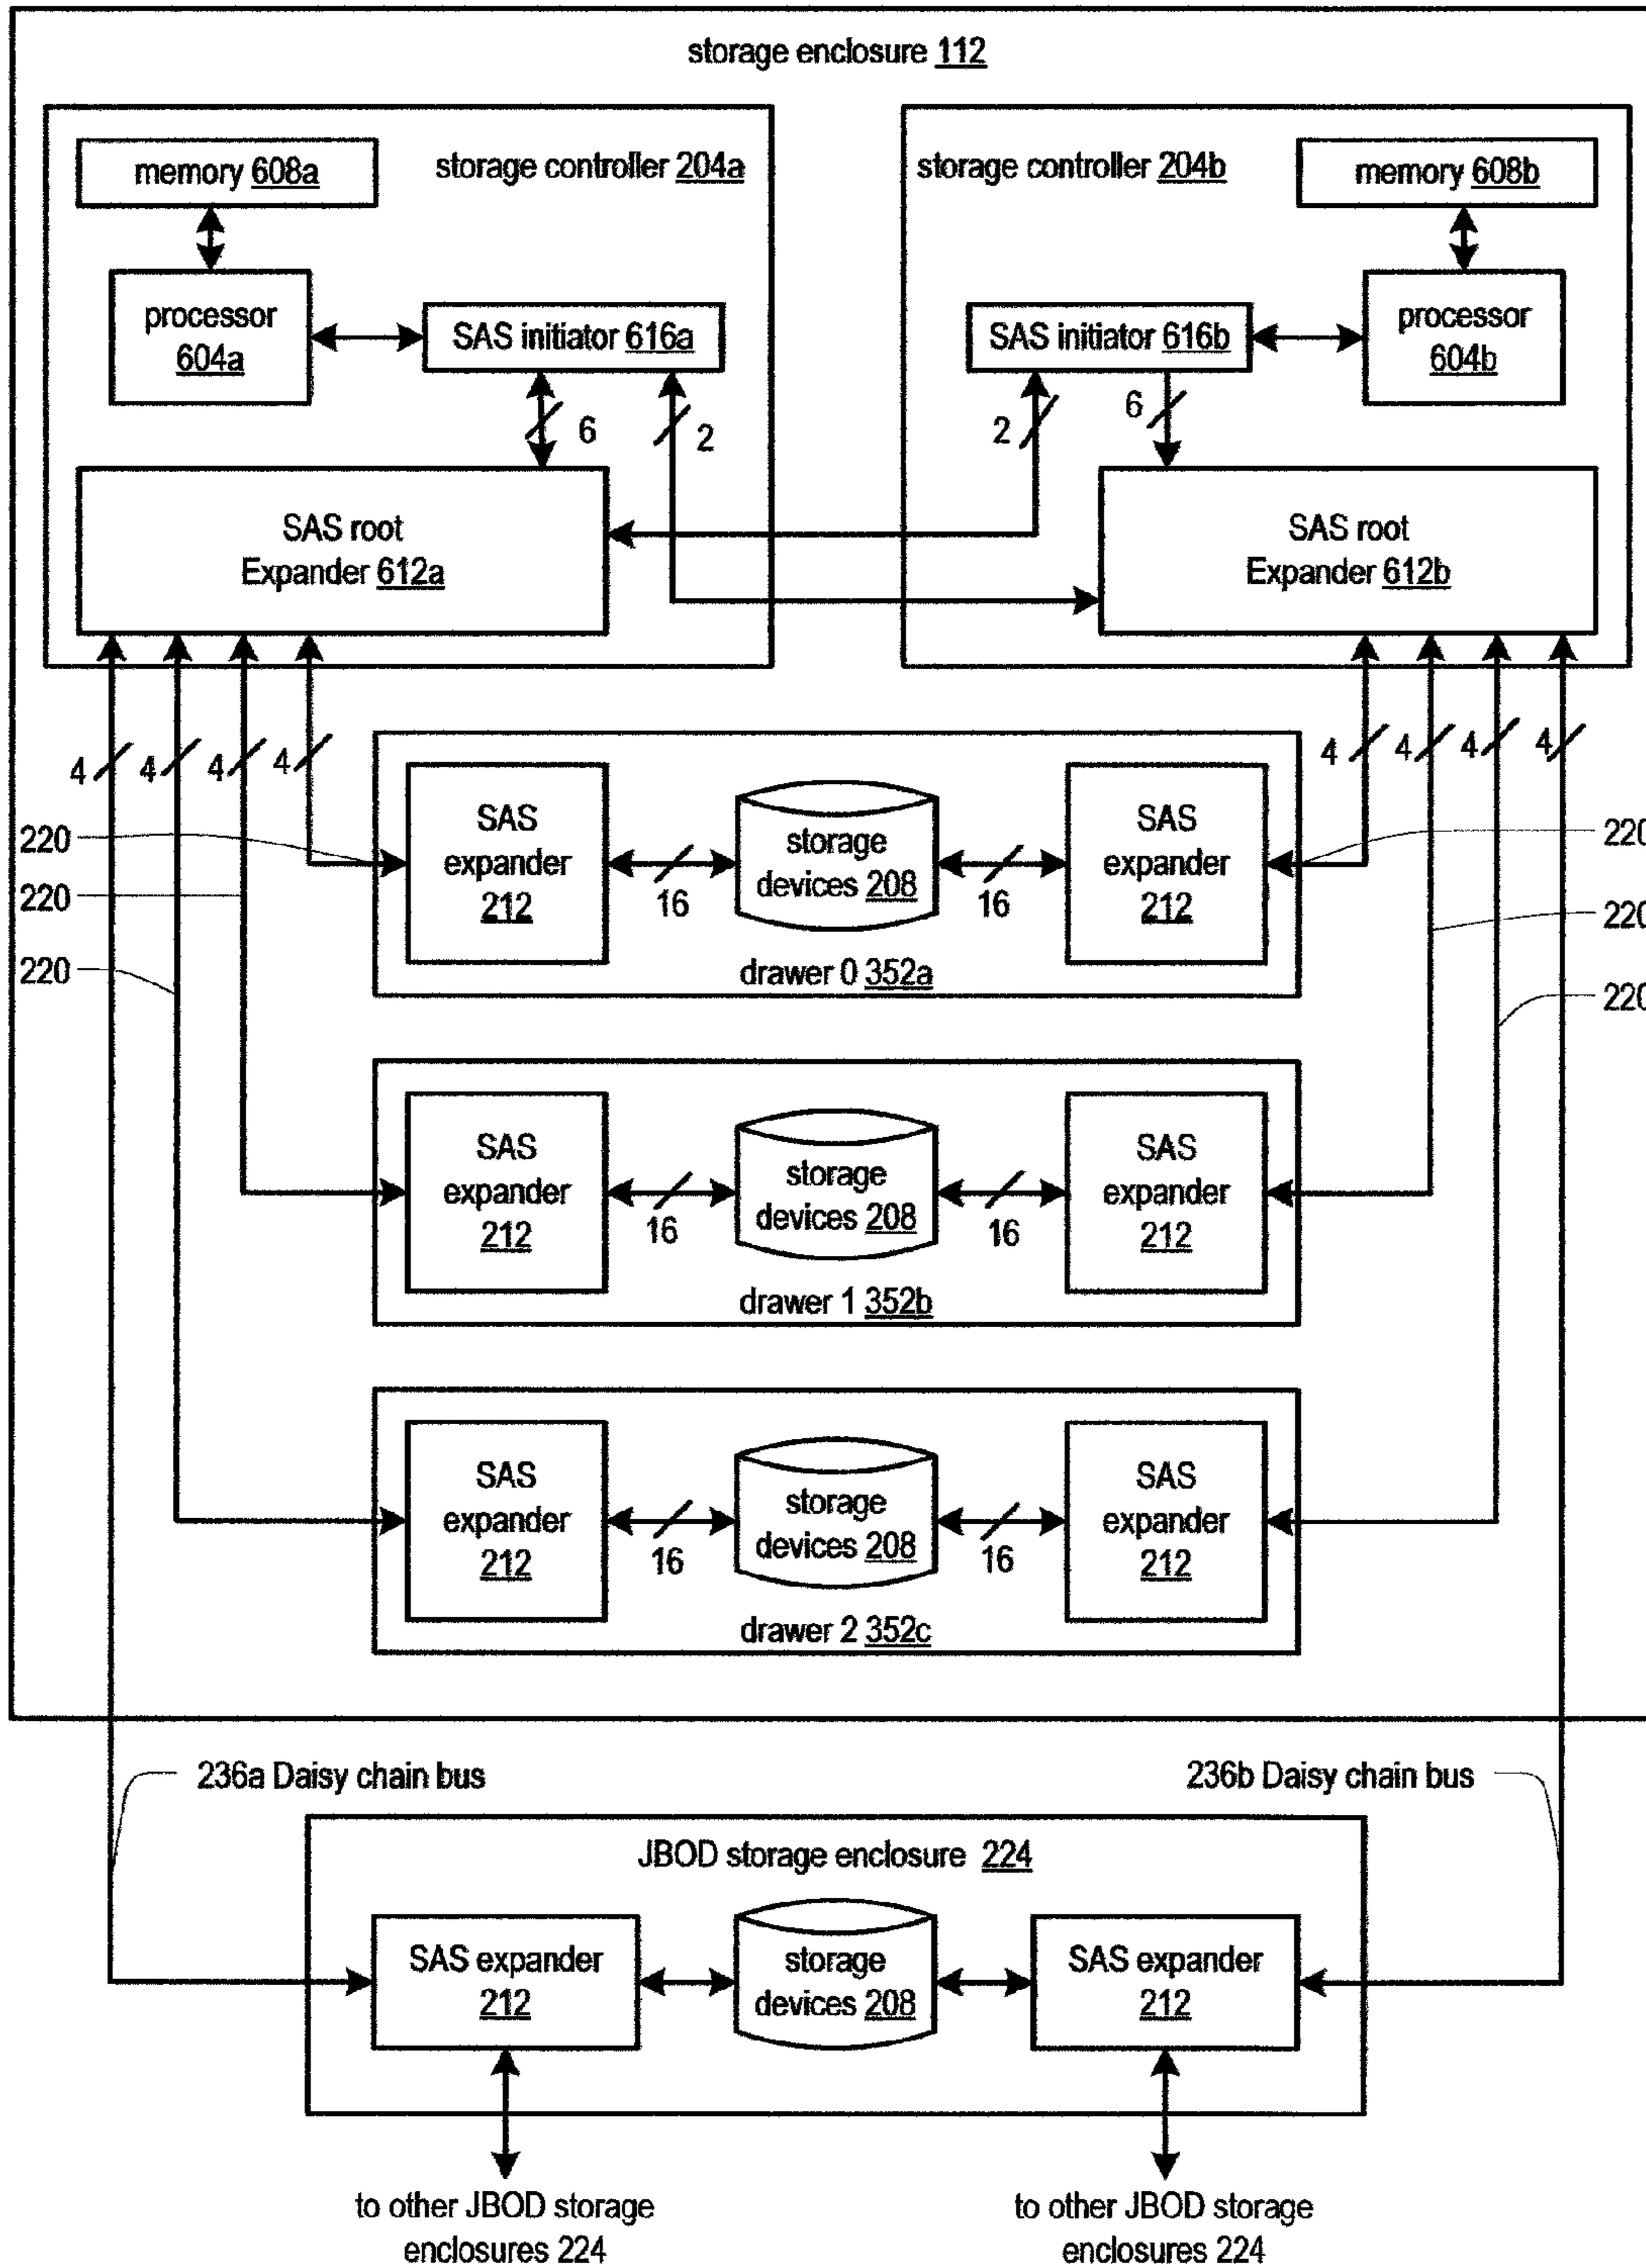 storage enclosure 112
memory 608a
storage controller 204a
storage controller 204b
memory 608b
processor
604a
SAS initiator 616a
SAS initiator 616b
processor
604b
6
2
2
6
SAS root
Expander 612a
SAS root
Expander 612b
4
4
4
4
4
4
4
4
220
220
220
SAS
expander
212
16
storage
devices 208
16
SAS
expander
212
drawer 0 352a
220
220
220
SAS
expander
212
16
storage
devices 208
16
SAS
expander
212
drawer 1 352b
SAS
expander
212
16
storage
devices 208
16
SAS
expander
212
drawer 2 352c
236a Daisy chain bus
236b Daisy chain bus
JBOD storage enclosure 224
SAS expander
212
storage
devices 208
SAS expander
212
to other JBOD storage
enclosures 224
to other JBOD storage
enclosures 224